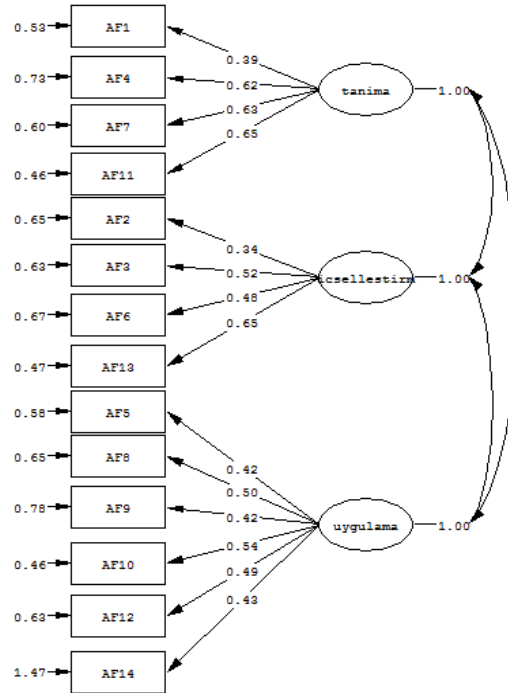 0.53 AF1
0.39
0.73 AF4
0.62
tanima 1.00
0.60 AF7
0.63
0.65
0.46 AF11
0.65 AF2
0.34
0.63 AF3
0.52
icsellestirm 1.00
0.48
0.67 AF6
0.65
0.47 AF13
0.58 AF5
0.65 AF8
0.42
0.50
0.78 AF9
0.42
uygulama 1.00
0.54
0.46 AF10
0.49
0.43
0.63 AF12
1.47 AF14